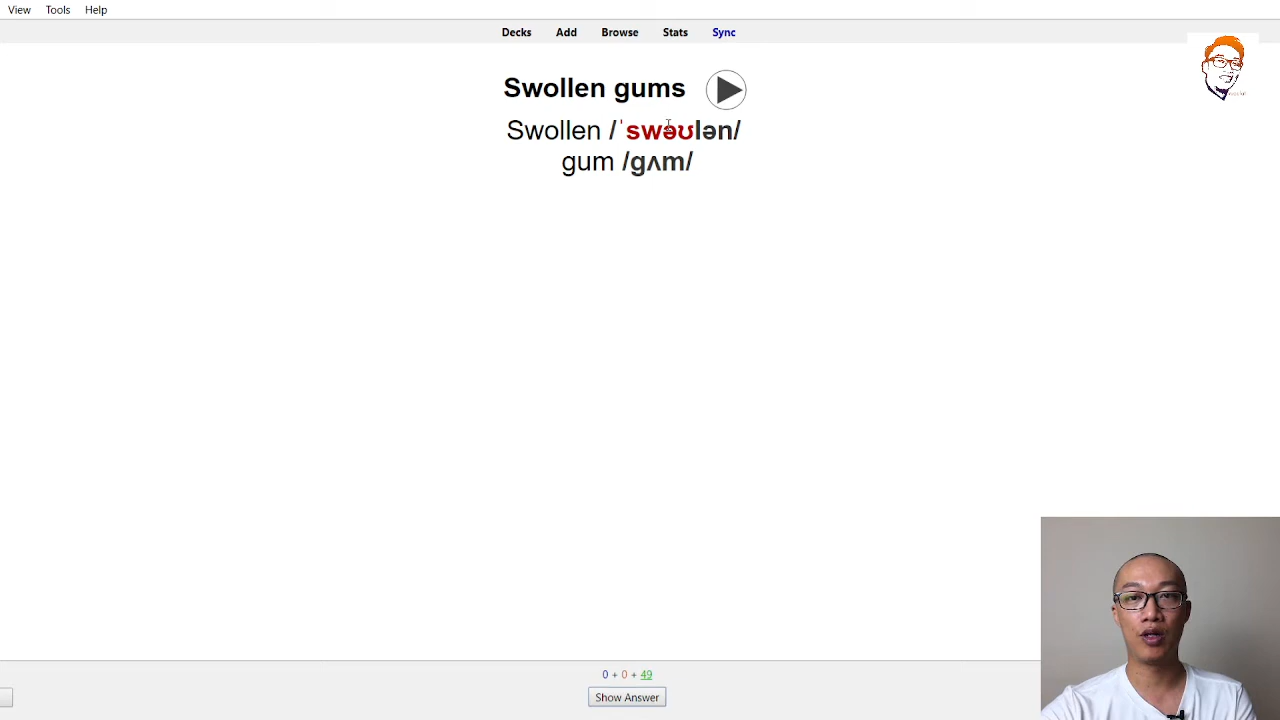 View Tools Help
Decks Add Browse Stats Sync
Swollen gums
Swollen /ˈswəʊlən/
gum /gʌm/
0 + 0 + 49
Show Answer